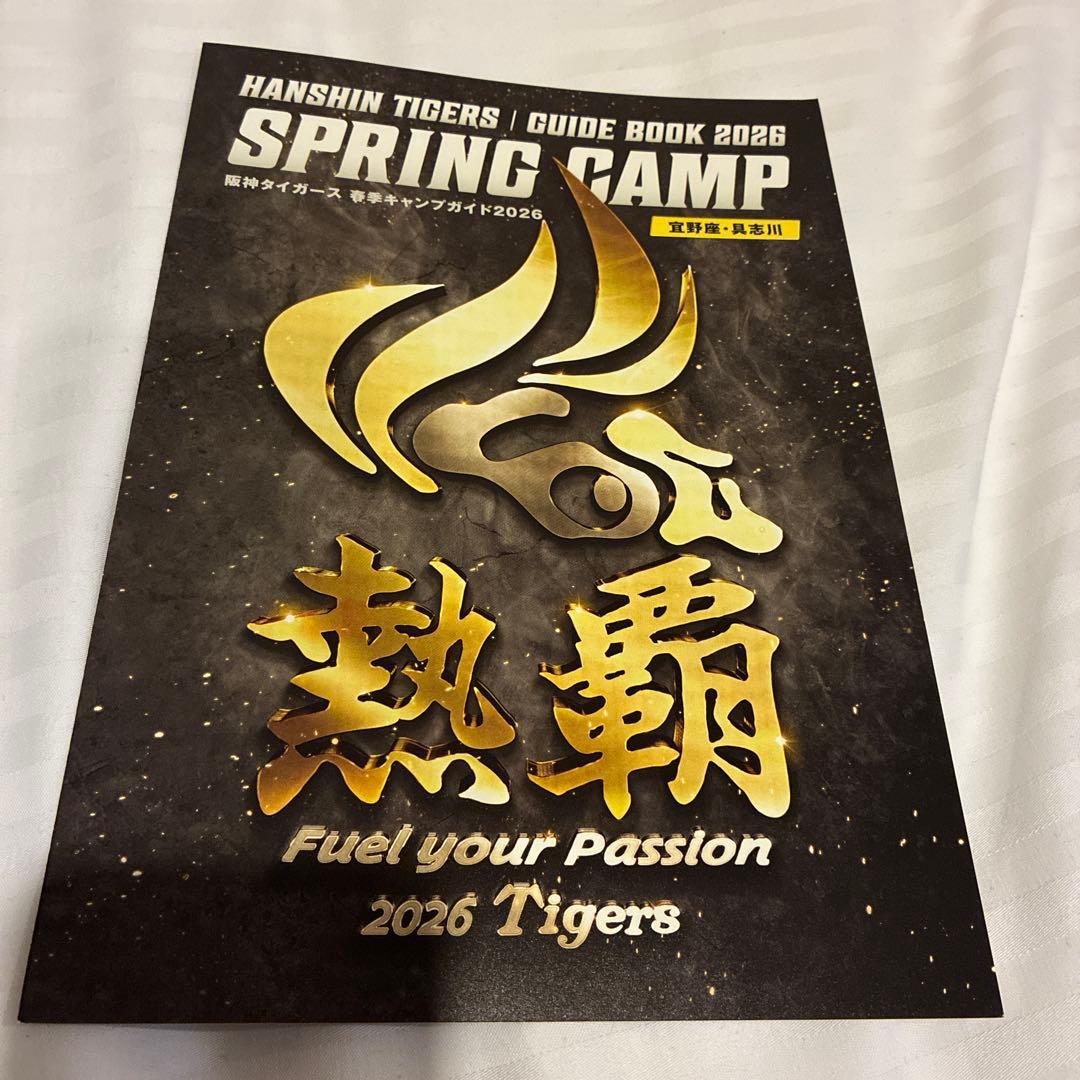 HANSHIN TIGERS | GUIDE BOOK 2026
SPRING CAMP
阪神タイガース 春季キャンプガイド2026
宜野座・具志川
熱覇
Fuel your Passion
2026 Tigers